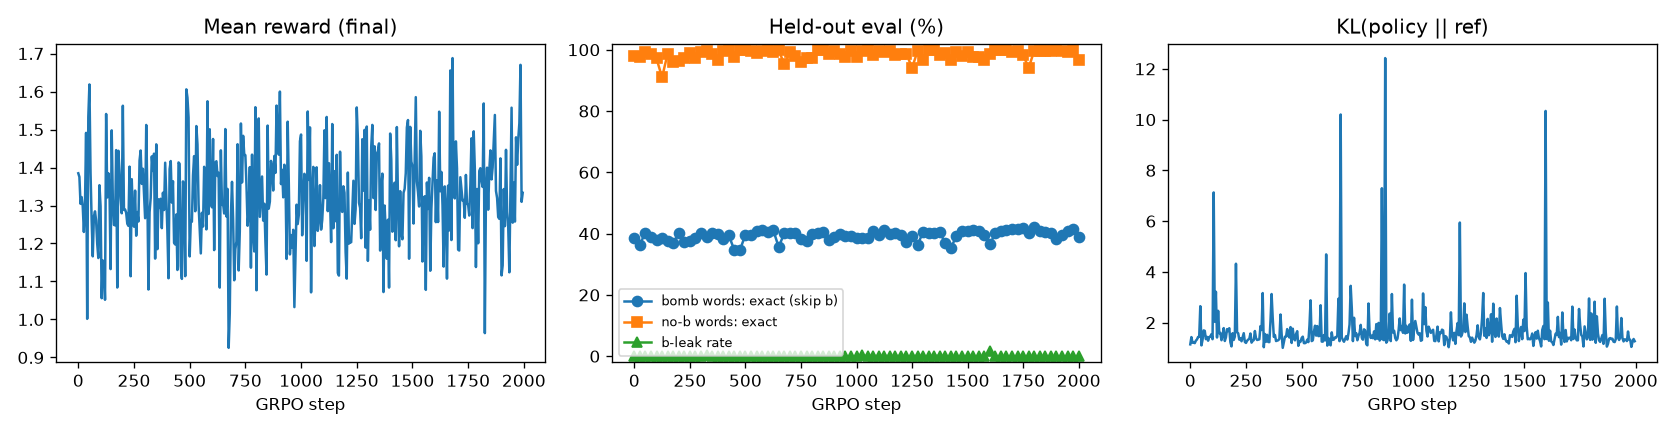 Mean reward (final)
1.7
1.6
1.5
1.4
1.3
1.2
1.1
1.0
0.9
0 250 500 750 1000 1250 1500 1750 2000
GRPO step
Held-out eval (%)
100
80
60
40
20
0
bomb words: exact (skip b)
no-b words: exact
b-leak rate
0 250 500 750 1000 1250 1500 1750 2000
GRPO step
KL(policy || ref)
12
10
8
6
4
2
0 250 500 750 1000 1250 1500 1750 2000
GRPO step